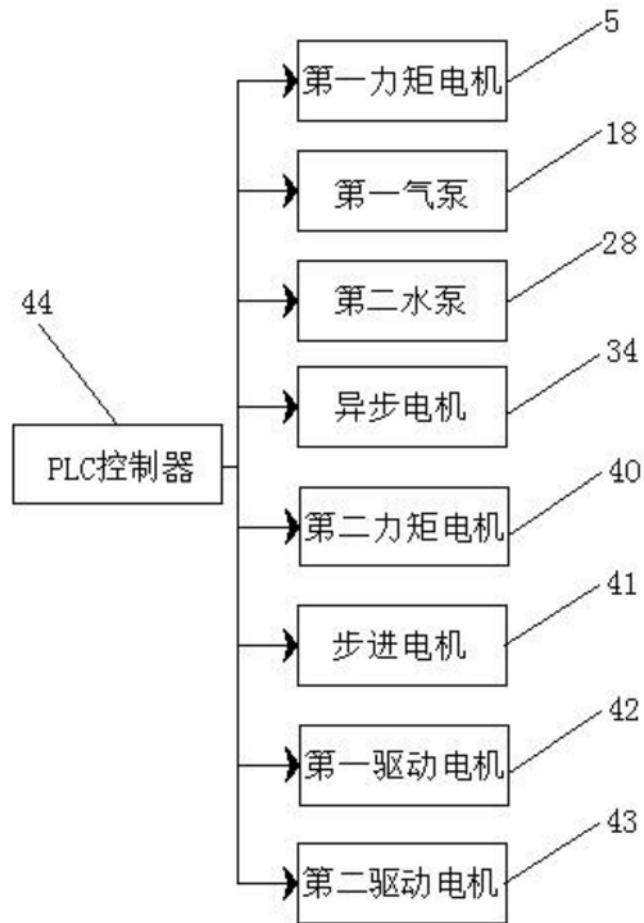 5
第一力矩电机
18
第一气泵
28
第二水泵
34
异步电机
44
PLC控制器
40
第二力矩电机
41
步进电机
42
第一驱动电机
43
第二驱动电机